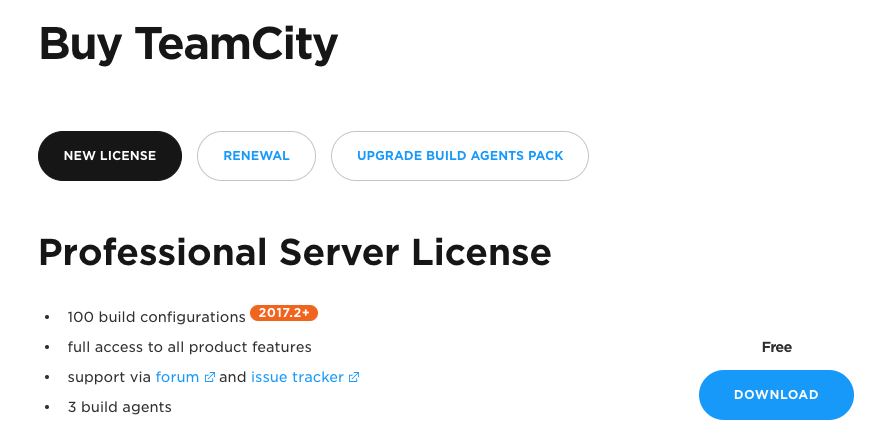 Buy TeamCity
NEW LICENSE RENEWAL UPGRADE BUILD AGENTS PACK
Professional Server License
• 100 build configurations 2017.2+
• full access to all product features
• support via forum and issue tracker
• 3 build agents
Free
DOWNLOAD